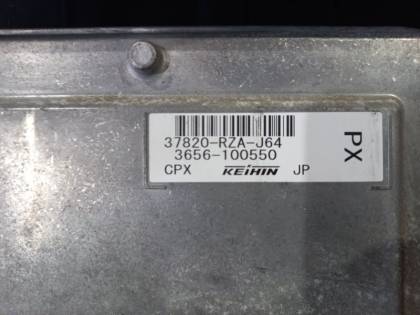 37820-RZA-J64
3656-100550
CPX KEIHIN JP
PX